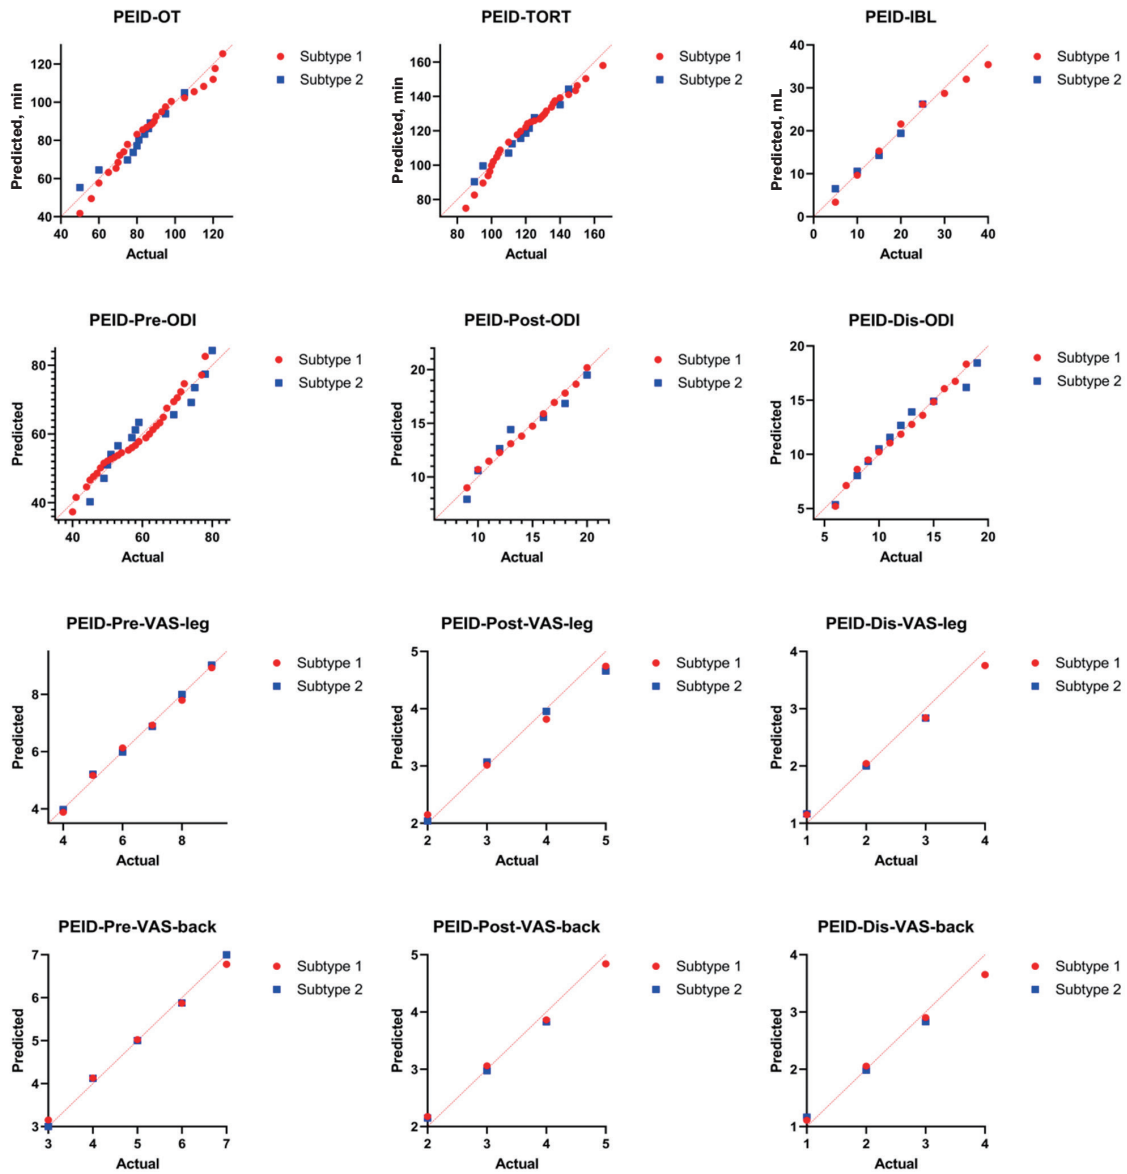 PEID-OT
PEID-TORT
PEID-IBL
Predicted, min
120
100
80
60
40
40 60 80 100 120
Actual
Subtype 1
Subtype 2
Predicted, min
160
140
120
100
80
80 100 120 140 160
Actual
Subtype 1
Subtype 2
Predicted, mL
40
30
20
10
0
0 10 20 30 40
Actual
Subtype 1
Subtype 2
PEID-Pre-ODI
PEID-Post-ODI
PEID-Dis-ODI
Predicted
80
60
40
40 60 80
Actual
Subtype 1
Subtype 2
Predicted
20
15
10
10 15 20
Actual
Subtype 1
Subtype 2
Predicted
20
15
10
5
5 10 15 20
Actual
Subtype 1
Subtype 2
PEID-Pre-VAS-leg
PEID-Post-VAS-leg
PEID-Dis-VAS-leg
Predicted
8
6
4
4 6 8
Actual
Subtype 1
Subtype 2
Predicted
5
4
3
2
2 3 4 5
Actual
Subtype 1
Subtype 2
Predicted
4
3
2
1
1 2 3 4
Actual
Subtype 1
Subtype 2
PEID-Pre-VAS-back
PEID-Post-VAS-back
PEID-Dis-VAS-back
Predicted
7
6
5
4
3
3 4 5 6 7
Actual
Subtype 1
Subtype 2
Predicted
5
4
3
2
2 3 4 5
Actual
Subtype 1
Subtype 2
Predicted
4
3
2
1
1 2 3 4
Actual
Subtype 1
Subtype 2